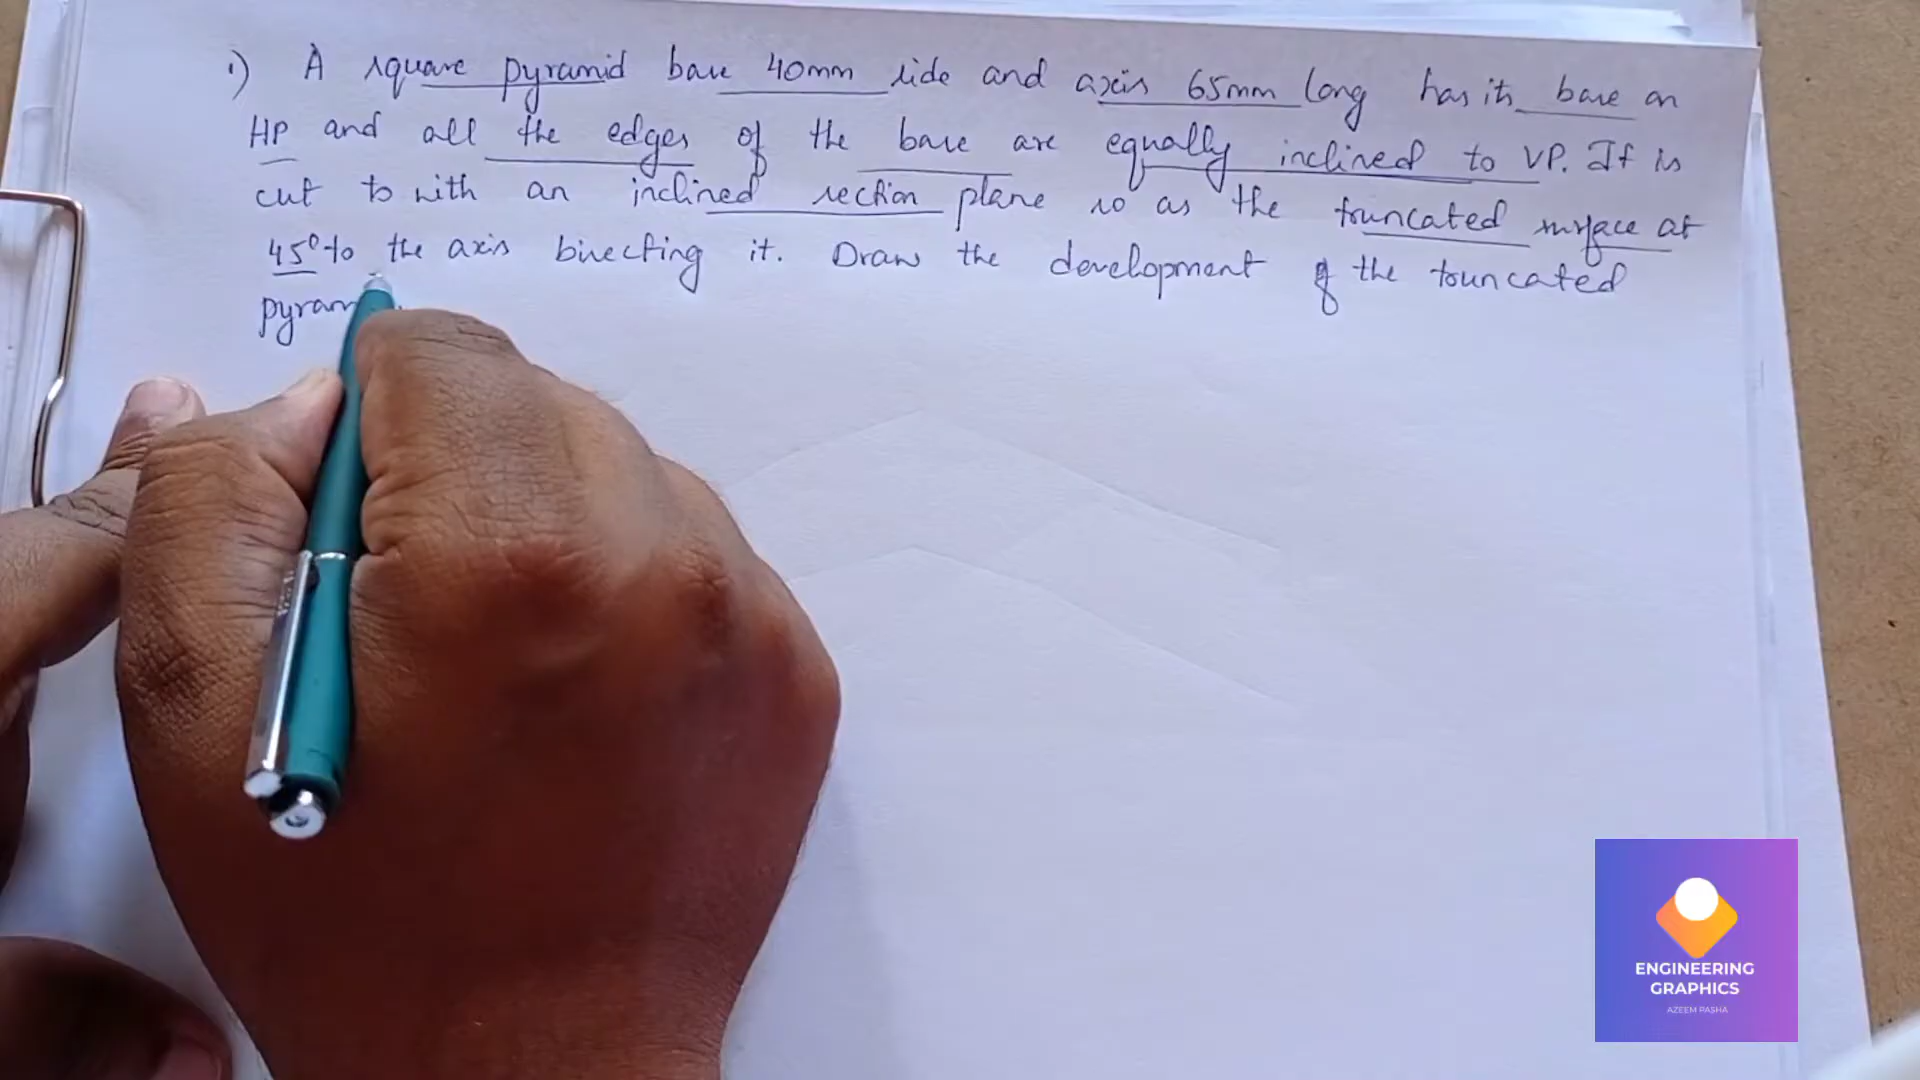 1) A square pyramid base 40mm side and axis 65mm long has its base on
HP and all the edges of the base are equally inclined to VP. It is
cut to with an inclined section plane so as the truncated surface at
45° to the axis bisecting it. Draw the development of the truncated
ENGINEERING
GRAPHICS
AZEEM PASHA